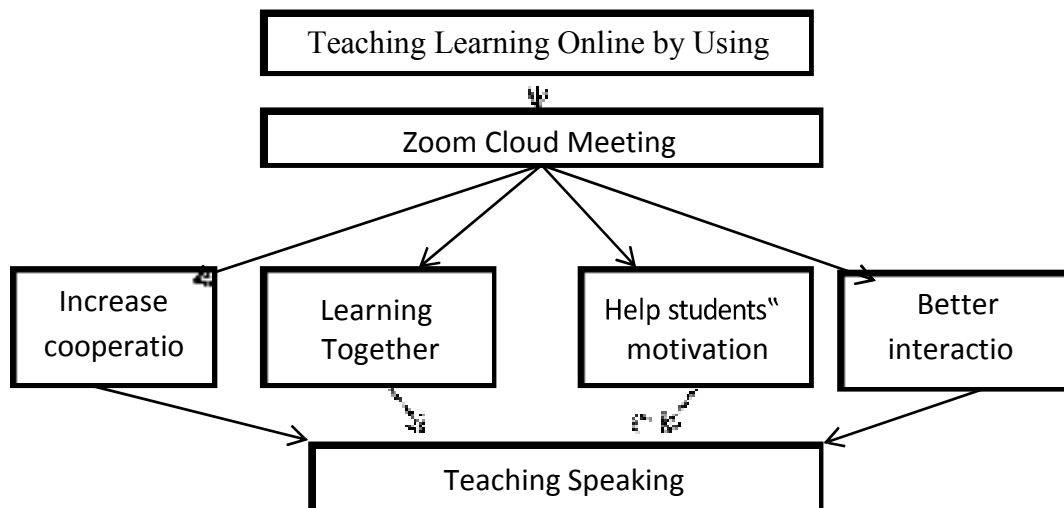 Teaching Learning Online by Using
Zoom Cloud Meeting
Increase
cooperatio
Learning
Together
Help students‟
motivation
Better
interactio
Teaching Speaking